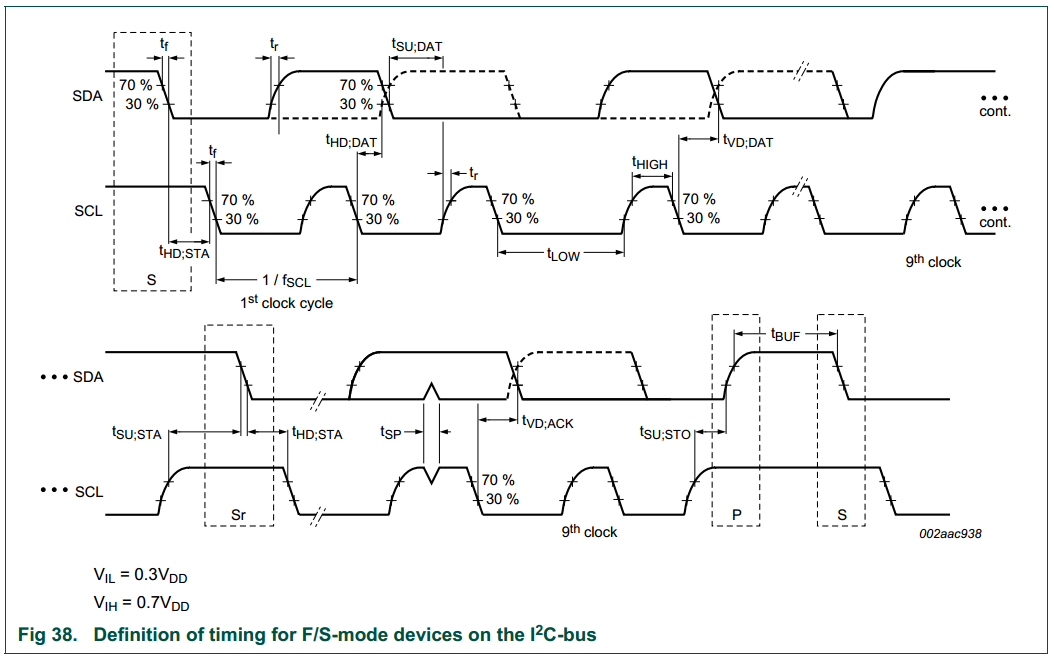 tf
tr
tSU;DAT
SDA
70 %
30 %
70 %
30 %
••• cont.
tHD;DAT
tVD;DAT
tf
tr
tHIGH
SCL
70 %
30 %
70 %
30 %
70 %
30 %
70 %
30 %
••• cont.
tHD;STA
tLOW
S
1 / fSCL
1st clock cycle
9th clock
tBUF
••• SDA
tSU;STA
tHD;STA
tSP
tVD;ACK
tSU;STO
••• SCL
70 %
30 %
Sr
9th clock
P
S
002aac938
VIL = 0.3VDD
VIH = 0.7VDD
Fig 38. Definition of timing for F/S-mode devices on the I2C-bus